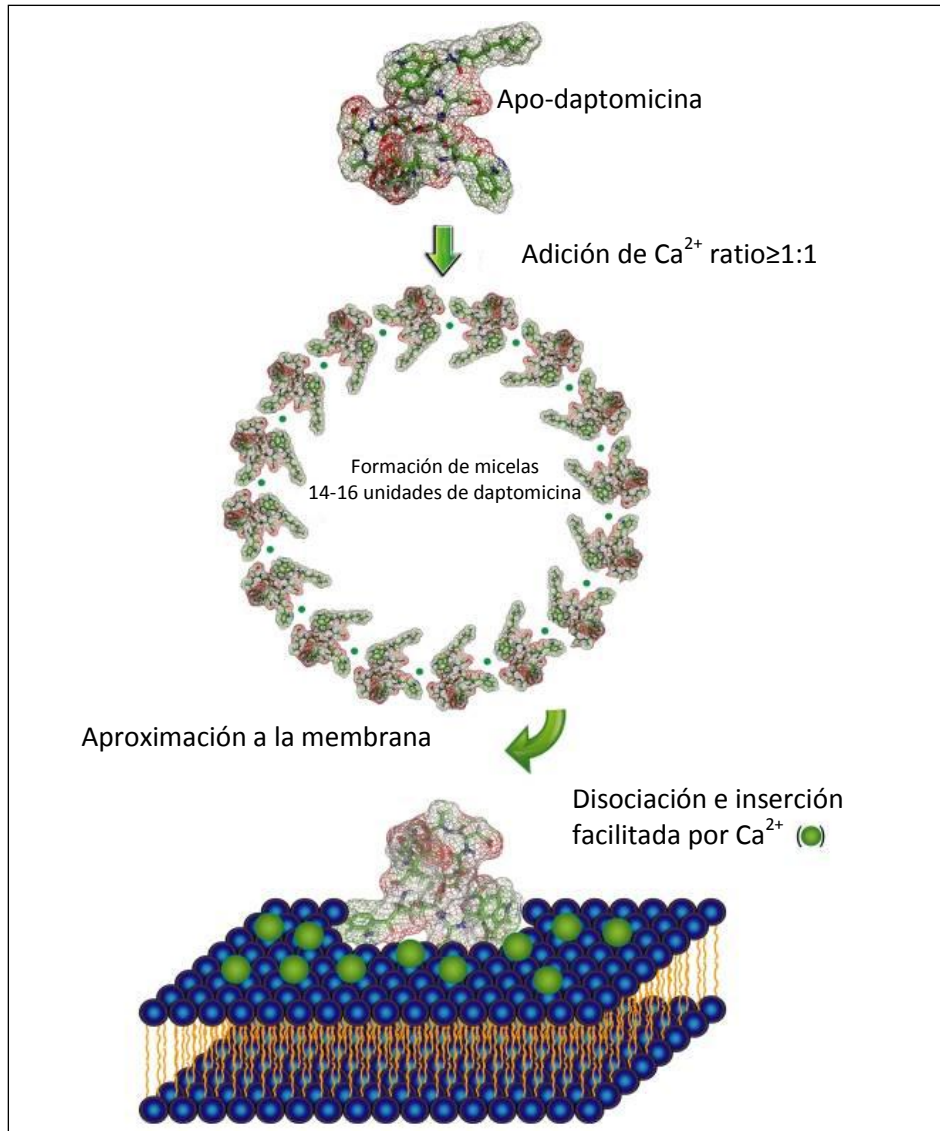 Apo-daptomicina
Adición de Ca²⁺ ratio≥1:1
Formación de micelas
14-16 unidades de daptomicina
Aproximación a la membrana
Disociación e inserción
facilitada por Ca²⁺ ( )